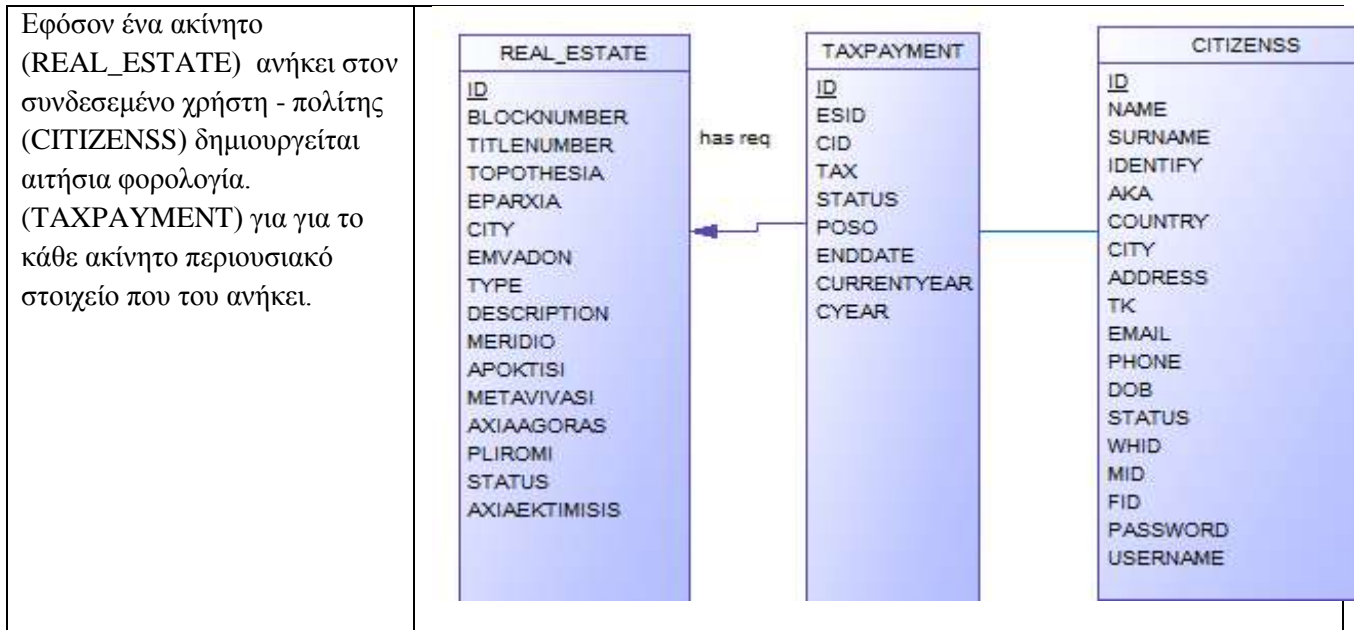 Εφόσον ένα ακίνητο
(REAL_ESTATE) ανήκει στον
συνδεσεμένο χρήστη - πολίτης
(CITIZENSS) δημιουργείται
αιτήσια φορολογία.
(TAXPAYMENT) για για το
κάθε ακίνητο περιουσιακό
στοιχείο που του ανήκει.
REAL_ESTATE
ID
BLOCKNUMBER
TITLENUMBER
TOPOTHESIA
EPARXIA
CITY
EMVADON
TYPE
DESCRIPTION
MERIDIO
APOKTISI
METAVIVASI
AXIAAGORAS
PLIROMI
STATUS
AXIAEKTIMISIS
has req
TAXPAYMENT
ID
ESID
CID
TAX
STATUS
POSO
ENDDATE
CURRENTYEAR
CYEAR
CITIZENSS
ID
NAME
SURNAME
IDENTIFY
AKA
COUNTRY
CITY
ADDRESS
TK
EMAIL
PHONE
DOB
STATUS
WHID
MID
FID
PASSWORD
USERNAME